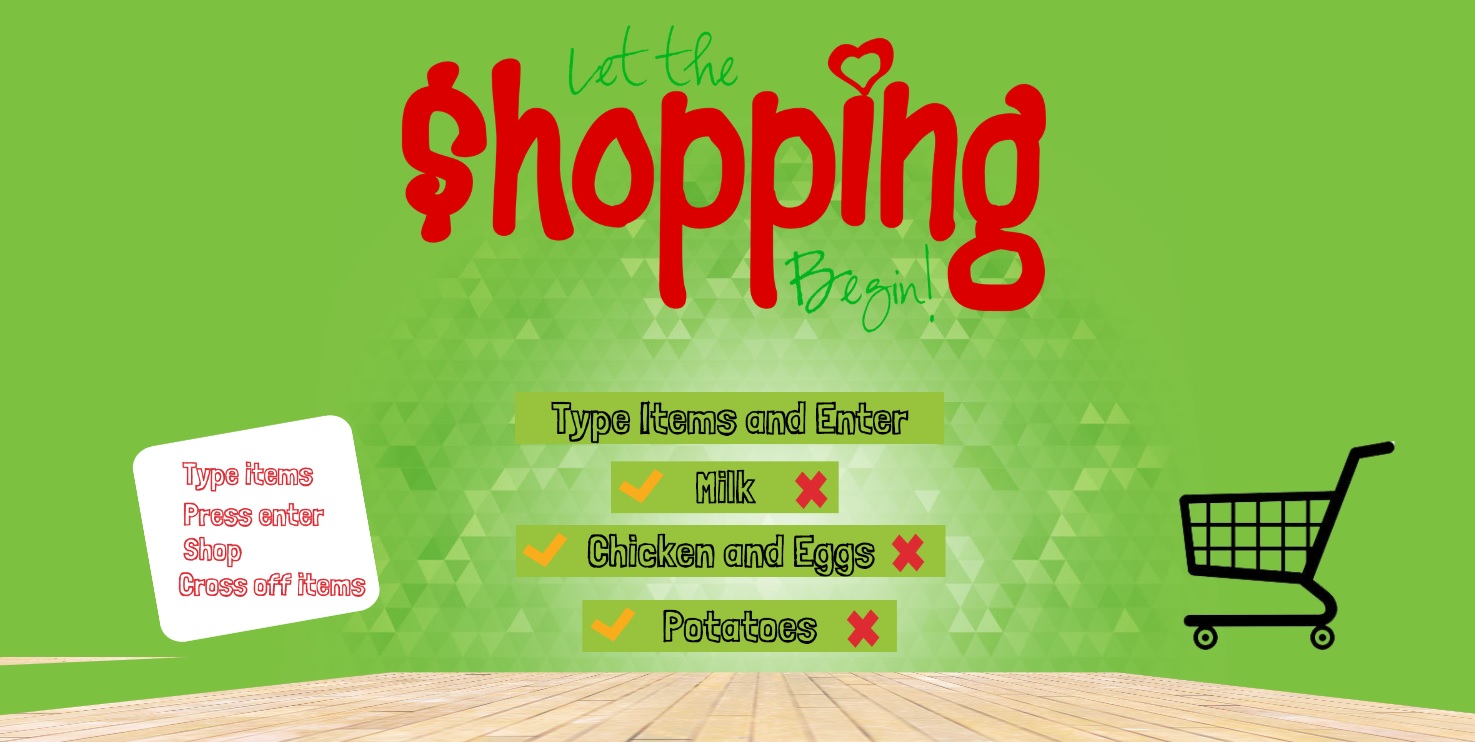 Let the
$hopping
Begin!
Type Items and Enter
Milk
Chicken and Eggs
Potatoes
Type items
Press enter
Shop
Cross off items